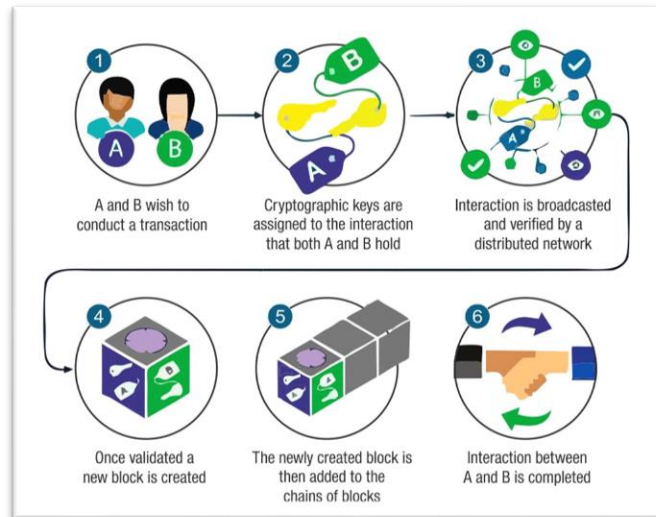 1
A
B
A and B wish to
conduct a transaction
2
B
A
Cryptographic keys are
assigned to the interaction
that both A and B hold
3
B
A
Interaction is broadcasted
and verified by a
distributed network
4
A
B
Once validated a
new block is created
5
A
A
The newly created block is
then added to the
chains of blocks
6
Interaction between
A and B is completed